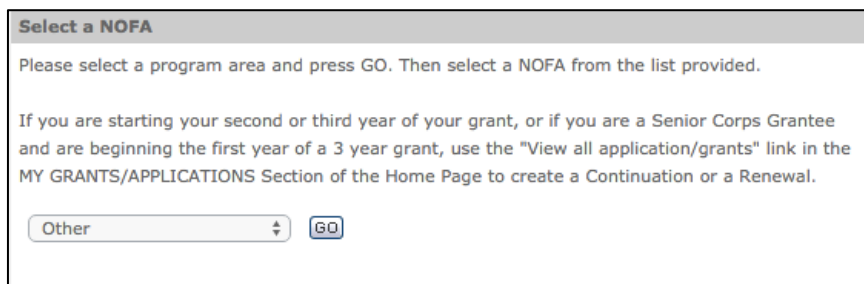 Select a NOFA
Please select a program area and press GO. Then select a NOFA from the list provided.
If you are starting your second or third year of your grant, or if you are a Senior Corps Grantee
and are beginning the first year of a 3 year grant, use the "View all application/grants" link in the
MY GRANTS/APPLICATIONS Section of the Home Page to create a Continuation or a Renewal.
Other GO